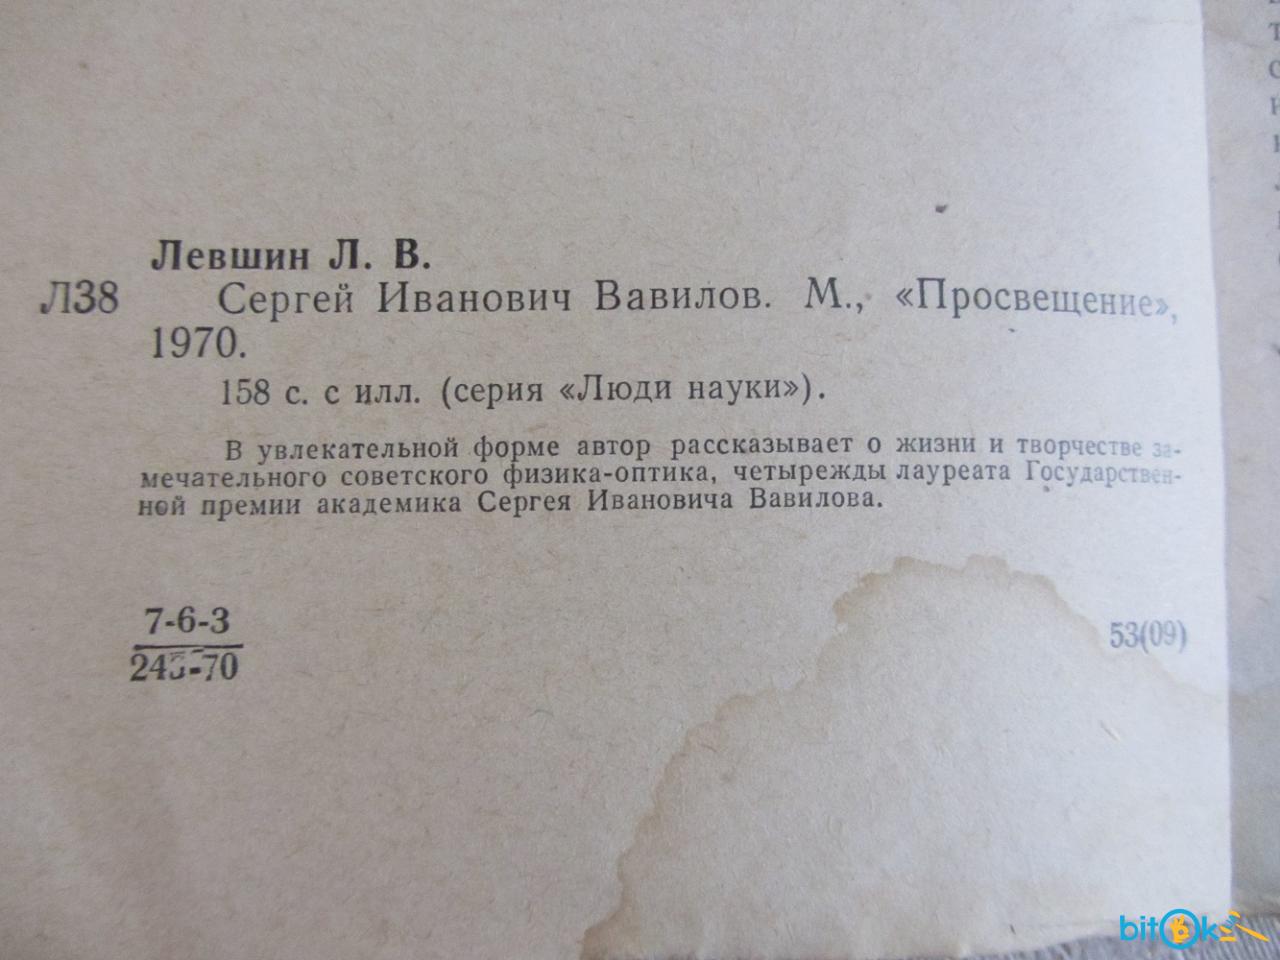 Левшин Л. В.
Л38 Сергей Иванович Вавилов. М., «Просвещение»,
1970.
158 с. с илл. (серия «Люди науки»).
В увлекательной форме автор рассказывает о жизни и творчестве за-
мечательного советского физика-оптика, четырежды лауреата Государствен-
ной премии академика Сергея Ивановича Вавилова.
7-6-3
53(09)